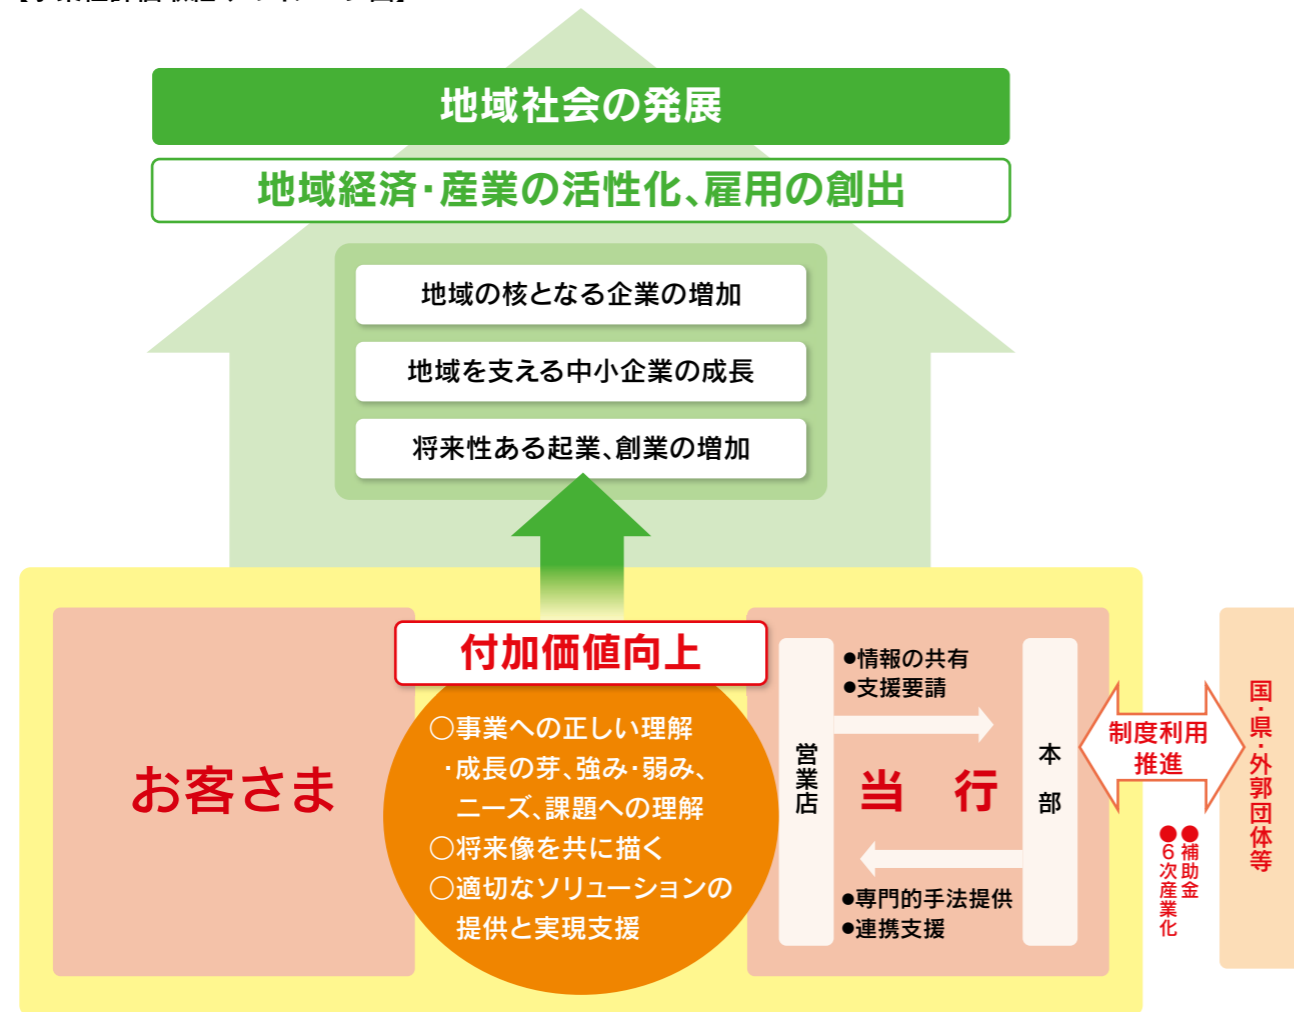 地域社会の発展
地域経済・産業の活性化、雇用の創出
地域の核となる企業の増加
地域を支える中小企業の成長
将来性ある起業、創業の増加
付加価値向上
お客さま
○事業への正しい理解
・成長の芽、強み・弱み、
ニーズ、課題への理解
○将来像を共に描く
○適切なソリューションの
提供と実現支援
営業店
●情報の共有
●支援要請
当行
●専門的手法提供
●連携支援
本部
制度利用
推進
●補助金
●6次産業化
国・県・外郭団体等